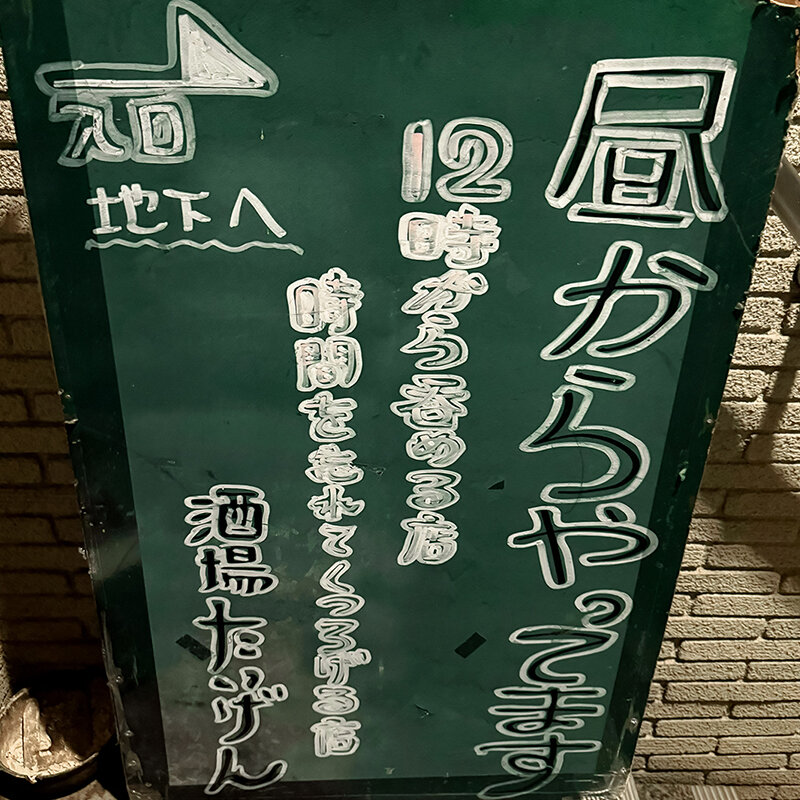 昼からやってます
12時から呑める店
時間をもれてくつろげる店
酒場たげん
入口
地下へ